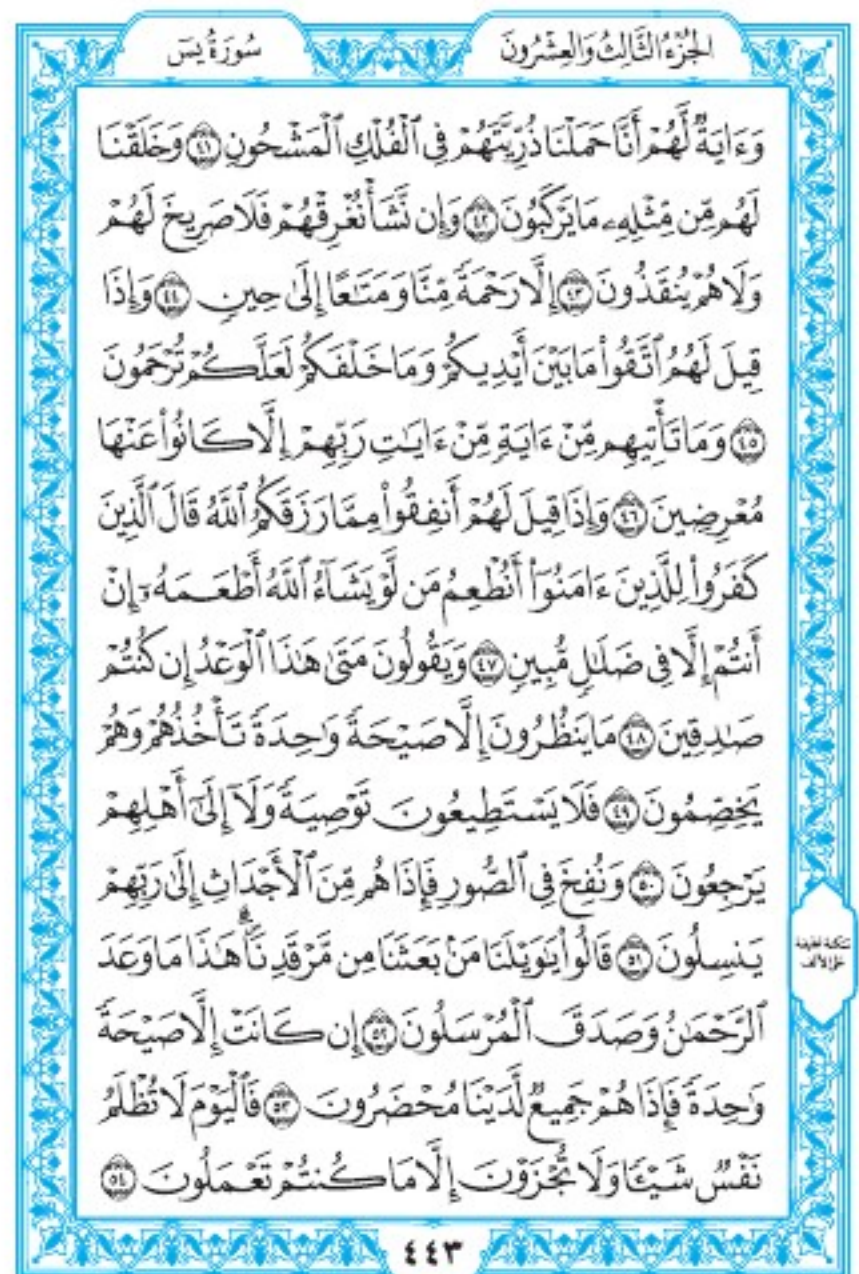 الجُزْءُ الثَّالِثُ وَالعِشْرُونَ
سُورَةُ يسٓ
وَءَايَةٌ لَّهُمْ أَنَّا حَمَلْنَا ذُرِّيَّتَهُمْ فِي ٱلْفُلْكِ ٱلْمَشْحُونِ ٤١ وَخَلَقْنَا
لَهُم مِّن مِّثْلِهِۦ مَا يَرْكَبُونَ ٤٢ وَإِن نَّشَأْ نُغْرِقْهُمْ فَلَا صَرِيخَ لَهُمْ
وَلَا هُمْ يُنقَذُونَ ٤٣ إِلَّا رَحْمَةً مِّنَّا وَمَتَٰعًا إِلَىٰ حِينٍ ٤٤ وَإِذَا
قِيلَ لَهُمُ ٱتَّقُوا۟ مَا بَيْنَ أَيْدِيكُمْ وَمَا خَلْفَكُمْ لَعَلَّكُمْ تُرْحَمُونَ
٤٥ وَمَا تَأْتِيهِم مِّنْ ءَايَةٍ مِّنْ ءَايَٰتِ رَبِّهِمْ إِلَّا كَانُوا۟ عَنْهَا
مُعْرِضِينَ ٤٦ وَإِذَا قِيلَ لَهُمْ أَنفِقُوا۟ مِمَّا رَزَقَكُمُ ٱللَّهُ قَالَ ٱلَّذِينَ
كَفَرُوا۟ لِلَّذِينَ ءَامَنُوٓا۟ أَنُطْعِمُ مَن لَّوْ يَشَآءُ ٱللَّهُ أَطْعَمَهُۥٓ إِنْ
أَنتُمْ إِلَّا فِي ضَلَٰلٍ مُّبِينٍ ٤٧ وَيَقُولُونَ مَتَىٰ هَٰذَا ٱلْوَعْدُ إِن كُنتُمْ
صَٰدِقِينَ ٤٨ مَا يَنظُرُونَ إِلَّا صَيْحَةً وَٰحِدَةً تَأْخُذُهُمْ وَهُمْ
يَخِصِّمُونَ ٤٩ فَلَا يَسْتَطِيعُونَ تَوْصِيَةً وَلَآ إِلَىٰٓ أَهْلِهِمْ
يَرْجِعُونَ ٥٠ وَنُفِخَ فِي ٱلصُّورِ فَإِذَا هُم مِّنَ ٱلْأَجْدَاثِ إِلَىٰ رَبِّهِمْ
يَنسِلُونَ ٥١ قَالُوا۟ يَٰوَيْلَنَا مَنۢ بَعَثَنَا مِن مَّرْقَدِنَا ۜ ۗ هَٰذَا مَا وَعَدَ
ٱلرَّحْمَٰنُ وَصَدَقَ ٱلْمُرْسَلُونَ ٥٢ إِن كَانَتْ إِلَّا صَيْحَةً
وَٰحِدَةً فَإِذَا هُمْ جَمِيعٌ لَّدَيْنَا مُحْضَرُونَ ٥٣ فَٱلْيَوْمَ لَا تُظْلَمُ
نَفْسٌ شَيْـًٔا وَلَا تُجْزَوْنَ إِلَّا مَا كُنتُمْ تَعْمَلُونَ ٥٤
سكتة لطيفة
على الألف
٤٤٣